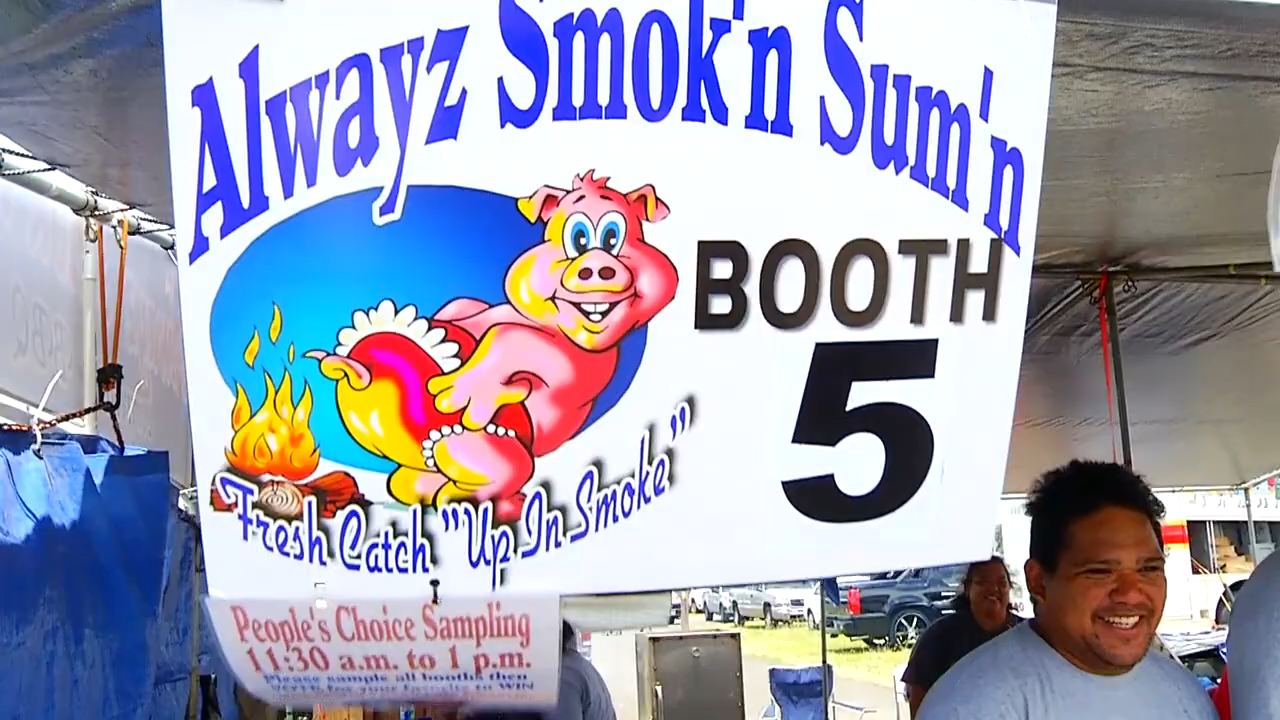 Alwayz Smok'n Sum'n
BOOTH
5
Fresh Catch "Up In Smoke"
People's Choice Sampling
11:30 a.m. to 1 p.m.
Please sample all booths then
VOTE for your favorite to WIN